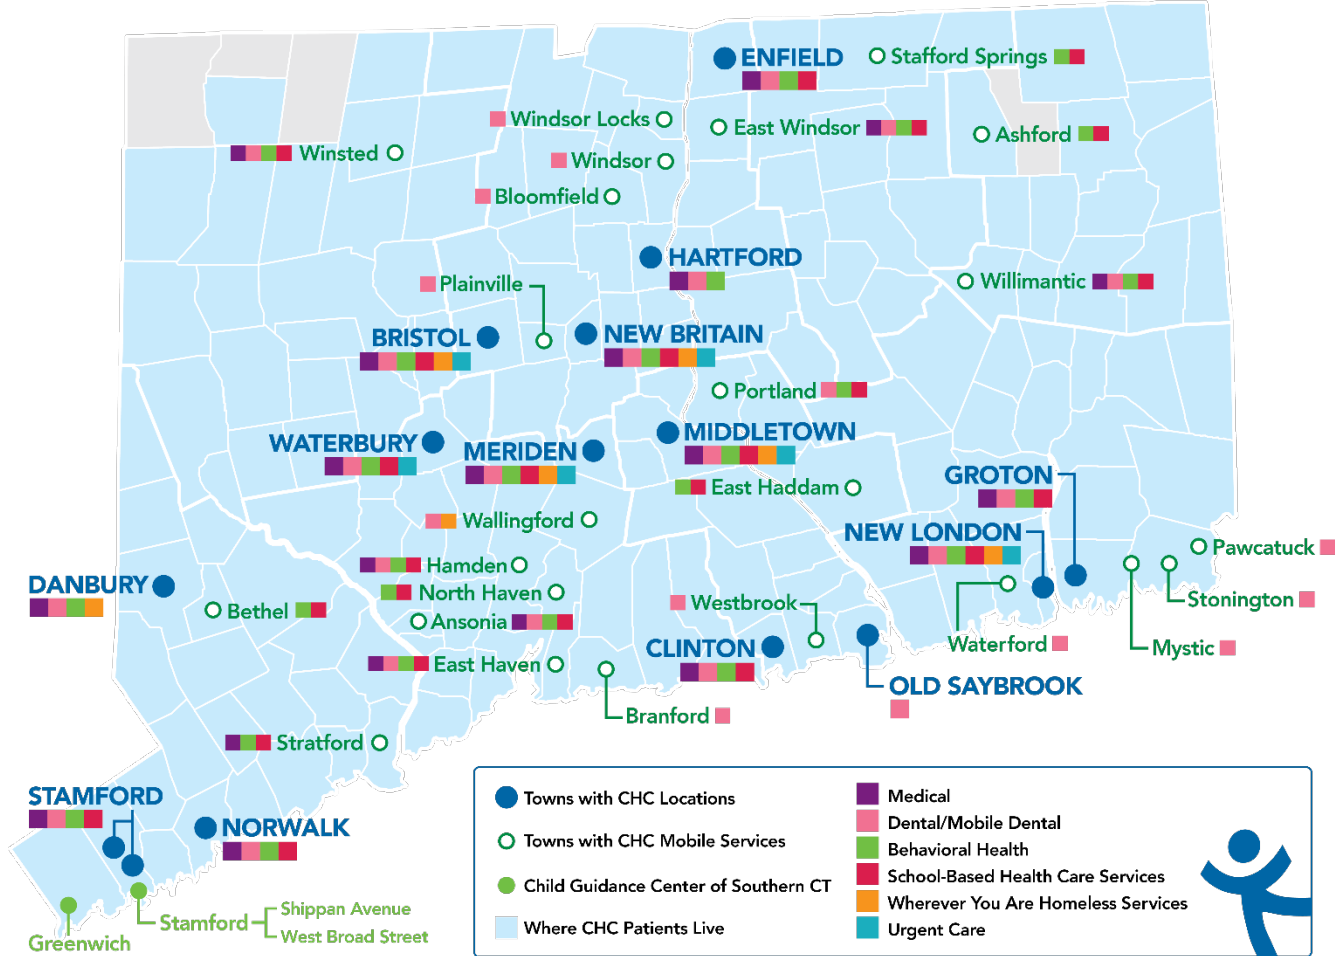 ENFIELD
Stafford Springs
Windsor Locks
East Windsor
Ashford
Winsted
Windsor
Bloomfield
HARTFORD
Plainville
Willimantic
BRISTOL
NEW BRITAIN
Portland
WATERBURY
MERIDEN
MIDDLETOWN
GROTON
East Haddam
Wallingford
NEW LONDON
Pawcatuck
Hamden
DANBURY
North Haven
Bethel
Ansonia
Westbrook
Stonington
Waterford
Mystic
CLINTON
East Haven
OLD SAYBROOK
Branford
Stratford
STAMFORD
NORWALK
Shippan Avenue
Stamford
West Broad Street
Greenwich
Towns with CHC Locations
Towns with CHC Mobile Services
Child Guidance Center of Southern CT
Where CHC Patients Live
Medical
Dental/Mobile Dental
Behavioral Health
School-Based Health Care Services
Wherever You Are Homeless Services
Urgent Care